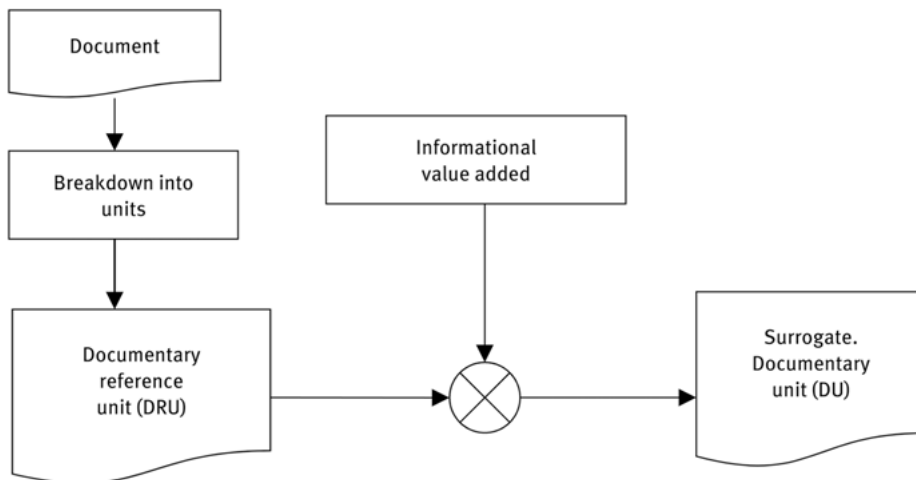 Document
Breakdown into
units
Informational
value added
Documentary
reference
unit (DRU)
Surrogate.
Documentary
unit (DU)